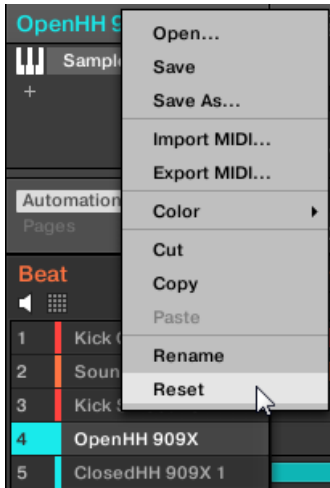 OpenHH 9
Sample
+
Automation
Pages
Open...
Save
Save As...
Import MIDI...
Export MIDI...
Color
Cut
Copy
Paste
Rename
Reset
Beat
1 Kick
2 Soun
3 Kick
4 OpenHH 909X
5 ClosedHH 909X 1